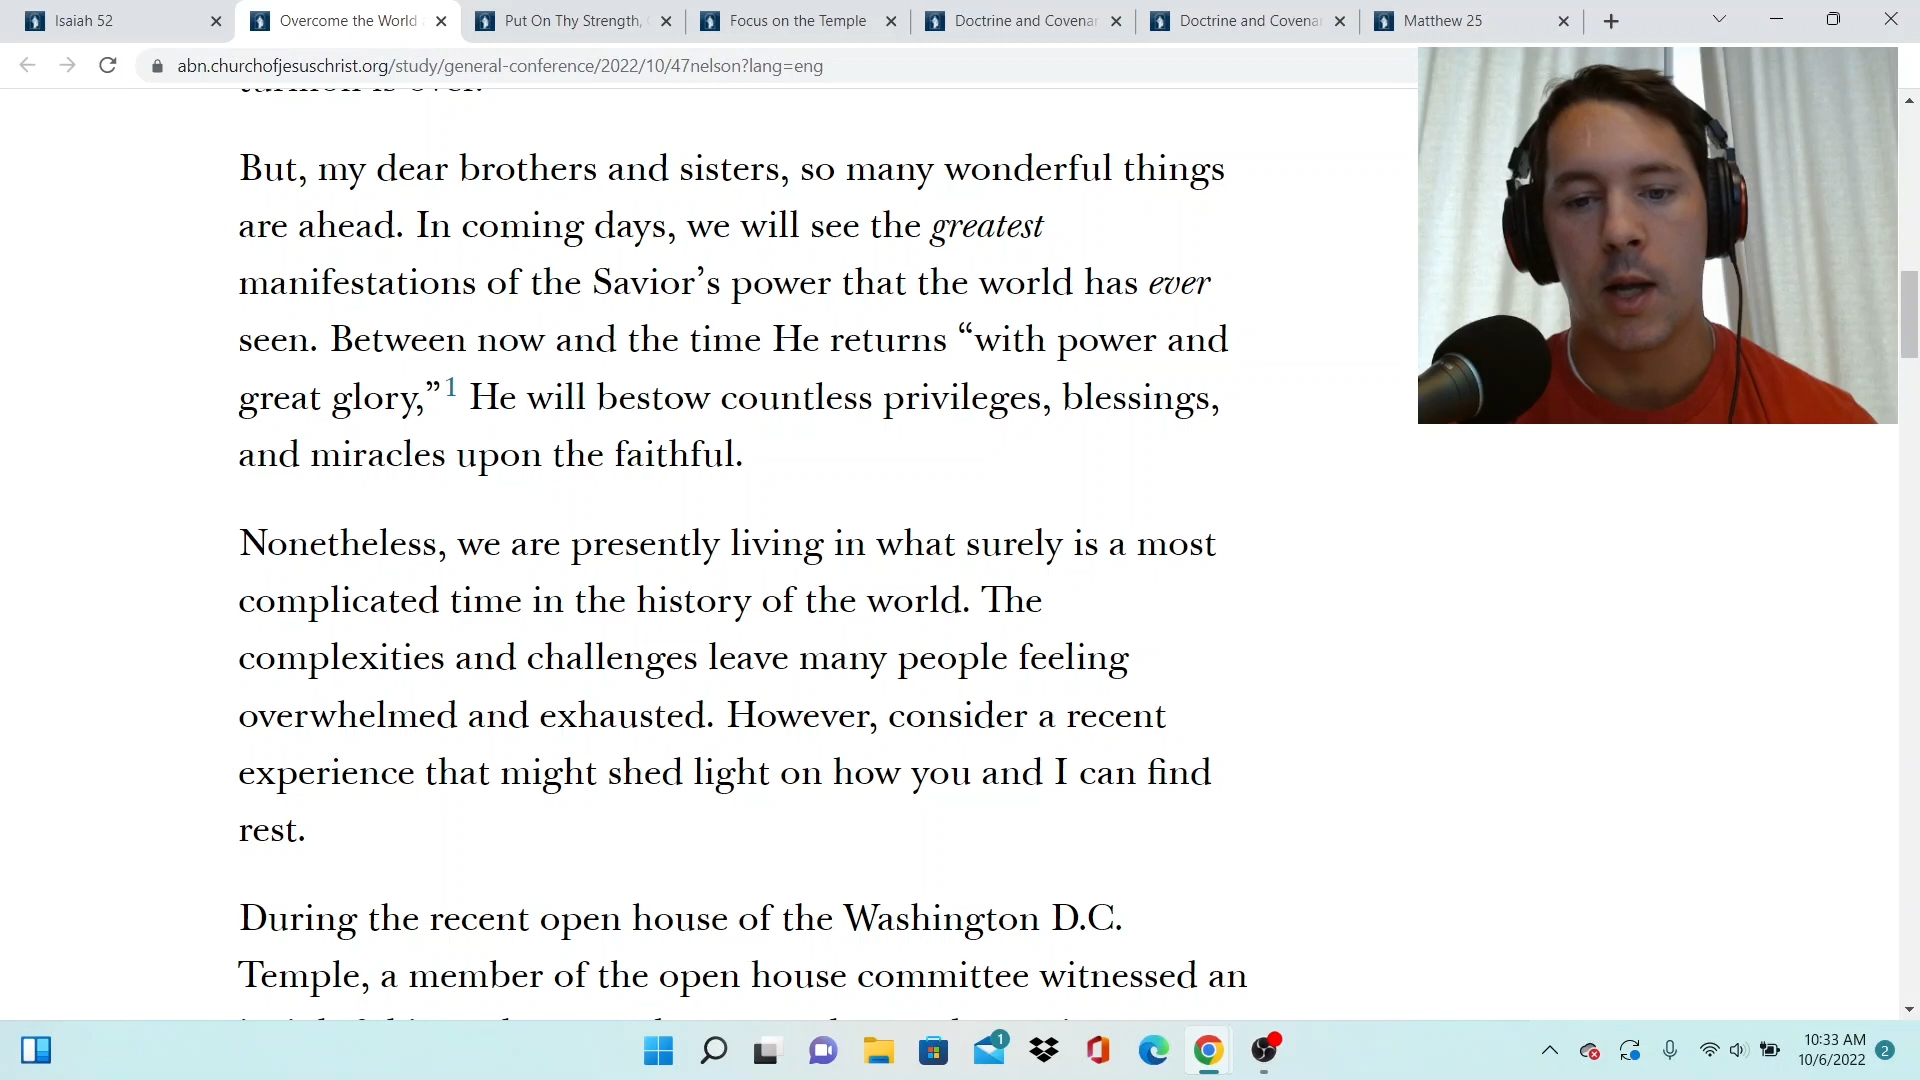 Isaiah 52
Overcome the World
Put On Thy Strength,
Focus on the Temple
Doctrine and Covenan
Doctrine and Covena
Matthew 25
abn.churchofjesuschrist.org/study/general-conference/2022/10/47nelson?lang=eng
But, my dear brothers and sisters, so many wonderful things
are ahead. In coming days, we will see the greatest
manifestations of the Savior’s power that the world has ever
seen. Between now and the time He returns “with power and
great glory,”1 He will bestow countless privileges, blessings,
and miracles upon the faithful.
Nonetheless, we are presently living in what surely is a most
complicated time in the history of the world. The
complexities and challenges leave many people feeling
overwhelmed and exhausted. However, consider a recent
experience that might shed light on how you and I can find
rest.
During the recent open house of the Washington D.C.
Temple, a member of the open house committee witnessed an
1
10:33 AM
10/6/2022
2